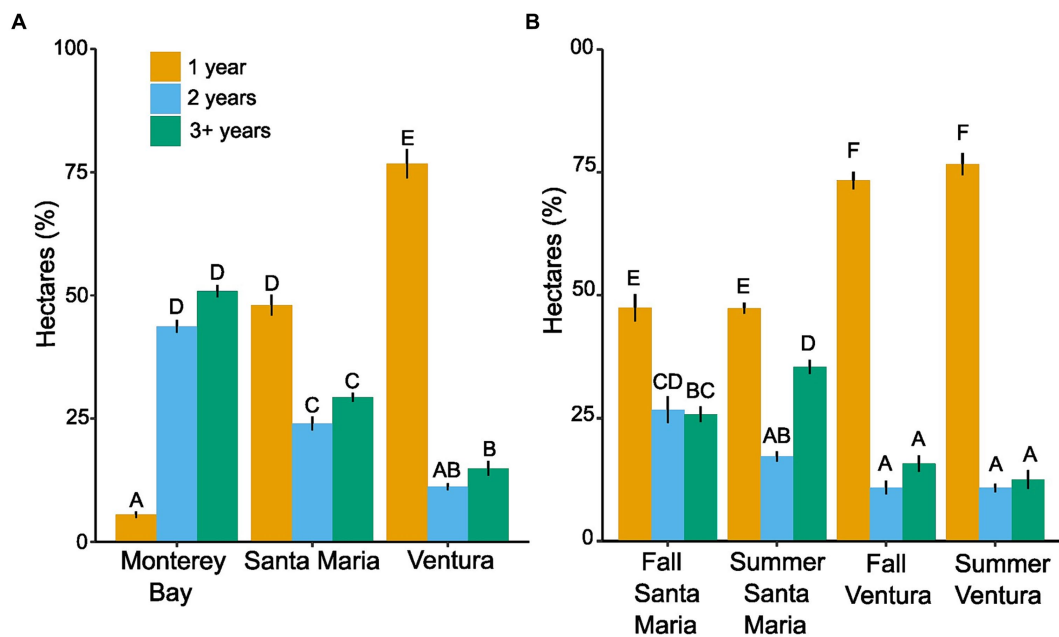 A
Hectares (%)
100
75
50
25
0
1 year
2 years
3+ years
A
D
D
D
C
C
E
AB
B
Monterey
Bay
Santa Maria
Ventura
B
Hectares (%)
00
75
50
25
0
E
CD
BC
E
AB
D
F
A
A
F
A
A
Fall
Santa
Maria
Summer
Santa
Maria
Fall
Ventura
Summer
Ventura